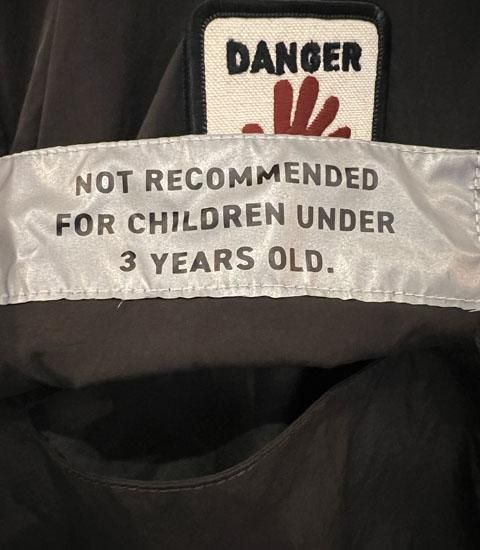 DANGER
NOT RECOMMENDED
FOR CHILDREN UNDER
3 YEARS OLD.